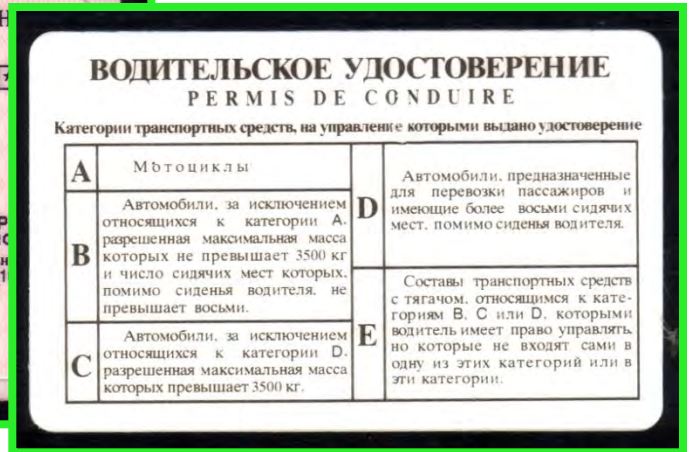 ВОДИТЕЛЬСКОЕ УДОСТОВЕРЕНИЕ
PERMIS DE CONDUIRE
Категории транспортных средств, на управление которыми выдано удостоверение
A
Мотоциклы
B
Автомобили, за исключением
относящихся к категории A,
разрешенная максимальная масса
которых не превышает 3500 кг
и число сидячих мест которых,
помимо сиденья водителя, не
превышает восьми.
C
Автомобили, за исключением
относящихся к категории D,
разрешенная максимальная масса
которых превышает 3500 кг.
D
Автомобили, предназначенные
для перевозки пассажиров и
имеющие более восьми сидячих
мест, помимо сиденья водителя.
E
Составы транспортных средств
с тягачом, относящимся к кате-
гориям B, C или D, которыми
водитель имеет право управлять,
но которые не входят сами в
одну из этих категорий или в
эти категории.